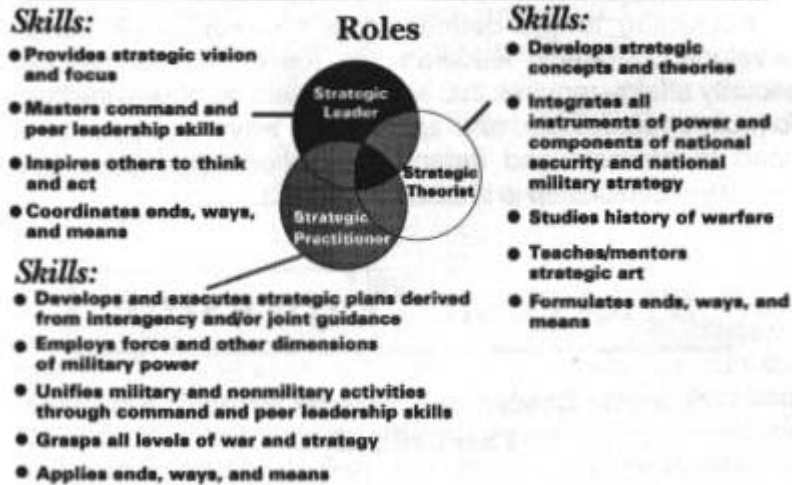 Skills:
• Provides strategic vision
and focus
• Masters command and
peer leadership skills
• Inspires others to think
and act
• Coordinates ends, ways,
and means
Roles
Strategic
Leader
Strategic
Theorist
Strategic
Practitioner
Skills:
• Develops strategic
concepts and theories
• Integrates all
instruments of power and
components of national
security and national
military strategy
• Studies history of warfare
• Teaches/mentors
strategic art
• Formulates ends, ways, and
means
Skills:
• Develops and executes strategic plans derived
from interagency and/or joint guidance
• Employs force and other dimensions
of military power
• Unifies military and nonmilitary activities
through command and peer leadership skills
• Grasps all levels of war and strategy
• Applies ends, ways, and means